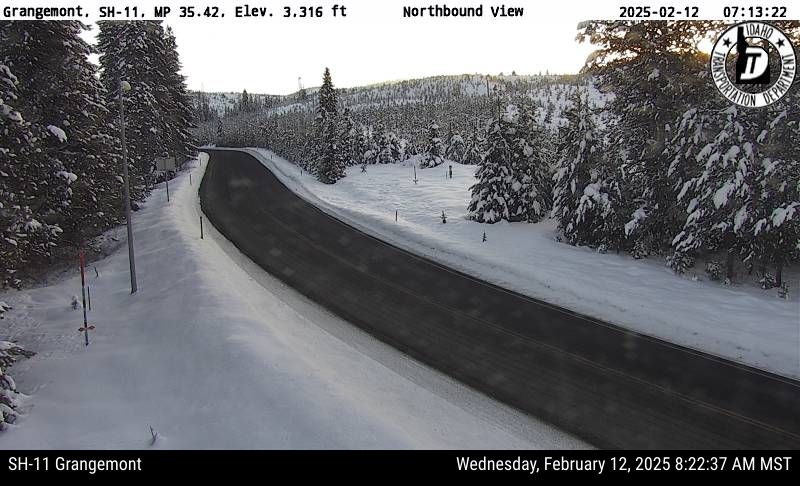 Grangemont, SH-11, MP 35.42, Elev. 3,316 ft Northbound View 2025-02-12 07:13:22
IDAHO
TRANSPORTATION DEPARTMENT
SH-11 Grangemont Wednesday, February 12, 2025 8:22:37 AM MST